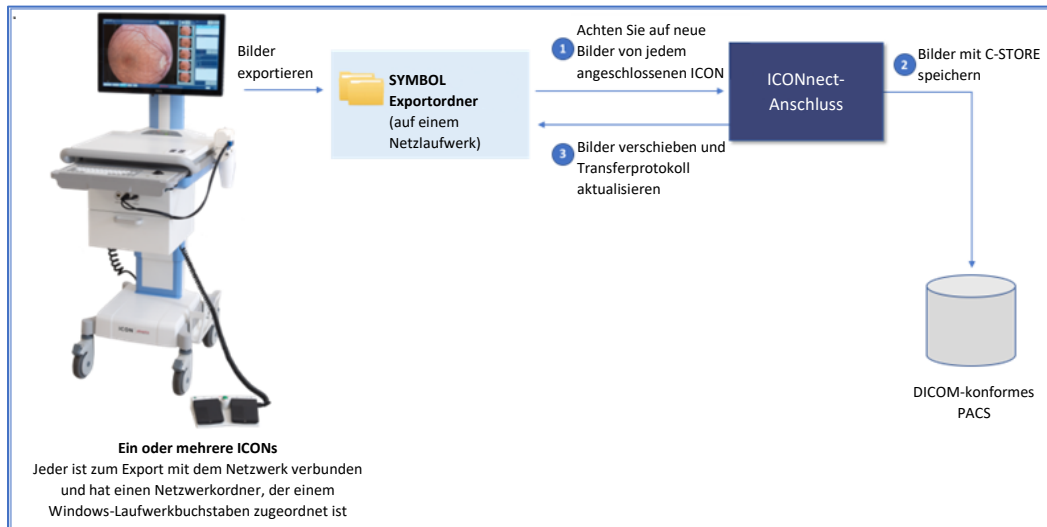 Bilder
exportieren
SYMBOL
Exportordner
(auf einem
Netzlaufwerk)
1
Achten Sie auf neue
Bilder von jedem
angeschlossenen ICON
ICONnect-
Anschluss
2
Bilder mit C-STORE
speichern
3
Bilder verschieben und
Transferprotokoll
aktualisieren
DICOM-konformes
PACS
ICON
Ein oder mehrere ICONs
Jeder ist zum Export mit dem Netzwerk verbunden
und hat einen Netzwerkordner, der einem
Windows-Laufwerkbuchstaben zugeordnet ist